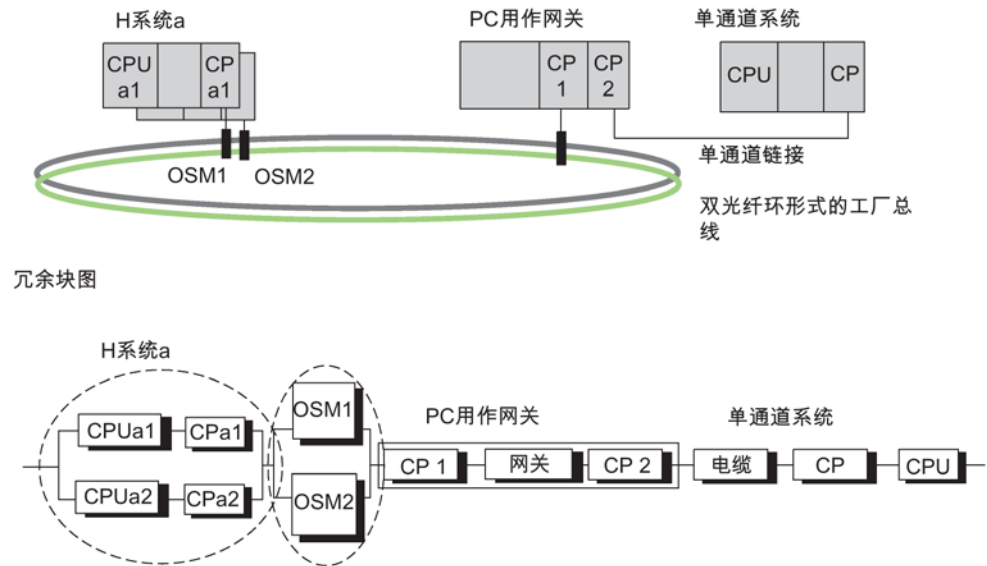 H系统a
PC用作网关
单通道系统
CPU
a1
CP
a1
CP
1
CP
2
CPU
CP
OSM1
OSM2
单通道链接
双光纤环形式的工厂总
线
冗余块图
H系统a
OSM1
PC用作网关
单通道系统
CPUa1
CPa1
CP 1
网关
CP 2
电缆
CP
CPU
CPUa2
CPa2
OSM2